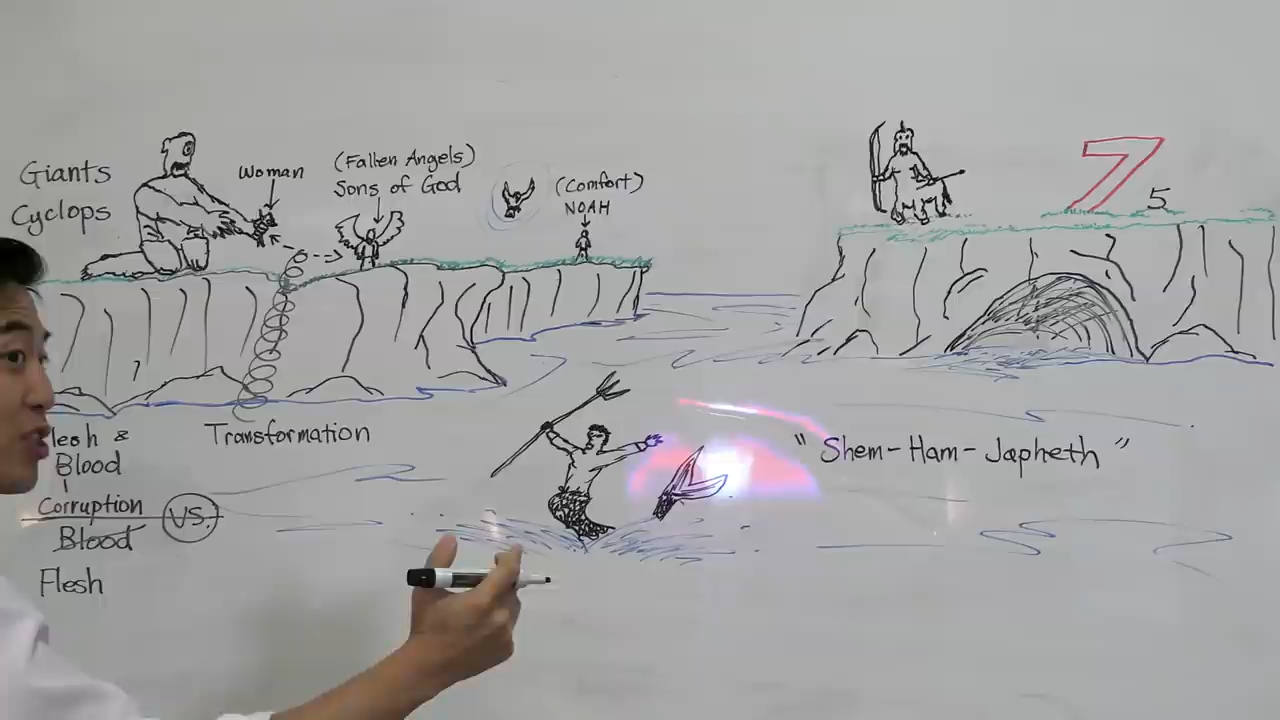 Giants
Cyclops
Woman
(Fallen Angels)
Sons of God
(Comfort)
NOAH
7
5
Blood
Corruption
VS.
Blood
Flesh
Transformation
" Shem-Ham-Japheth "